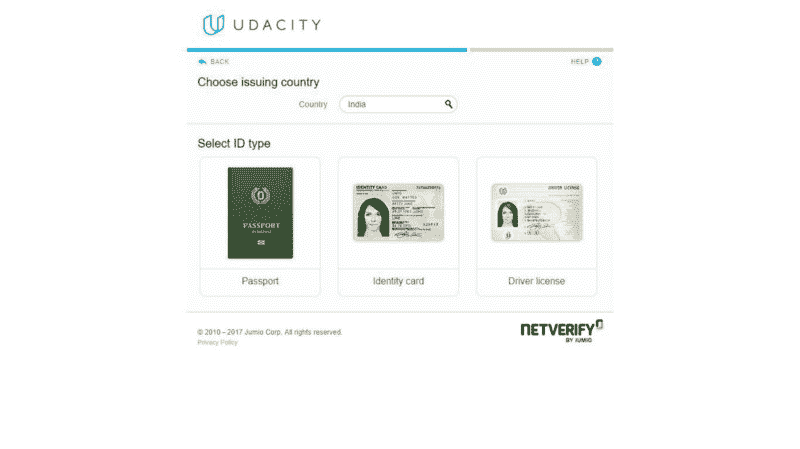 UDACITY
BACK
HELP
Choose issuing country
Country
India
Select ID type
PASSPORT
IDENTITY CARD
DRIVER LICENSE
Passport
Identity card
Driver license
© 2010 - 2017 Jumio Corp. All rights reserved.
Privacy Policy
NETVERIFY
BY JUMIO